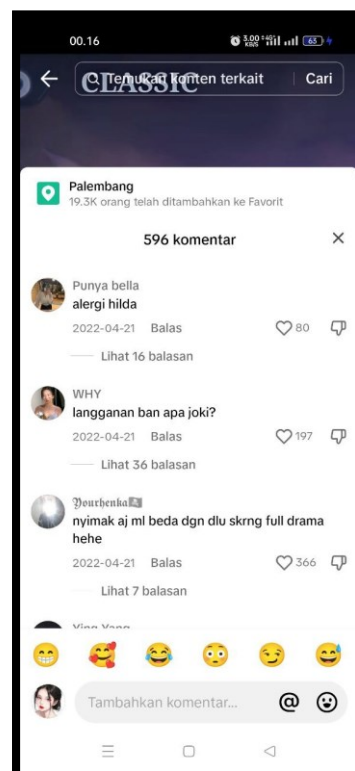 00.16
3.00 KB/S 4G 63
CLASSIC
Temukan konten terkait Cari
Palembang
19.3K orang telah ditambahkan ke Favorit
596 komentar
Punya bella
alergi hilda
2022-04-21 Balas 80
Lihat 16 balasan
WHY
langganan ban apa joki?
2022-04-21 Balas 197
Lihat 36 balasan
Yourhenka
nyimak aj ml beda dgn dlu skrng full drama
hehe
2022-04-21 Balas 366
Lihat 7 balasan
Ying Yang
Tambahkan komentar... @